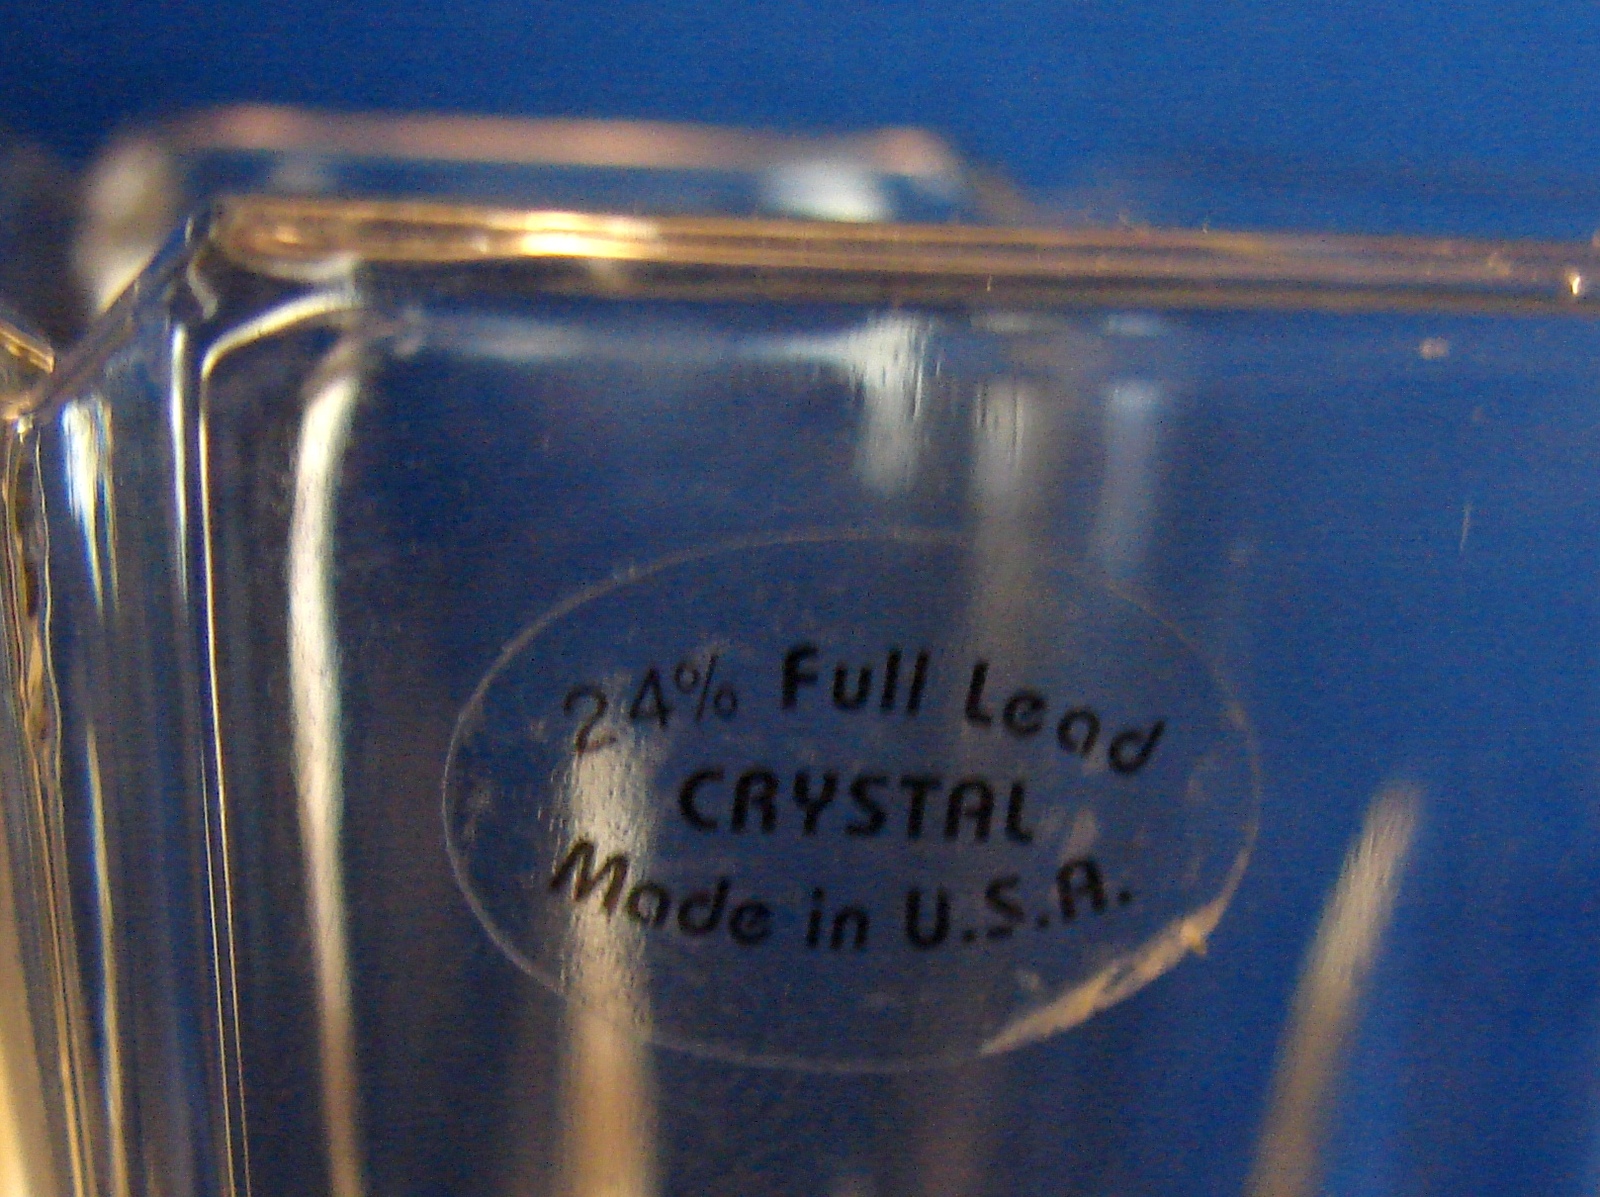 24% Full Lead
CRYSTAL
Made in U.S.A.